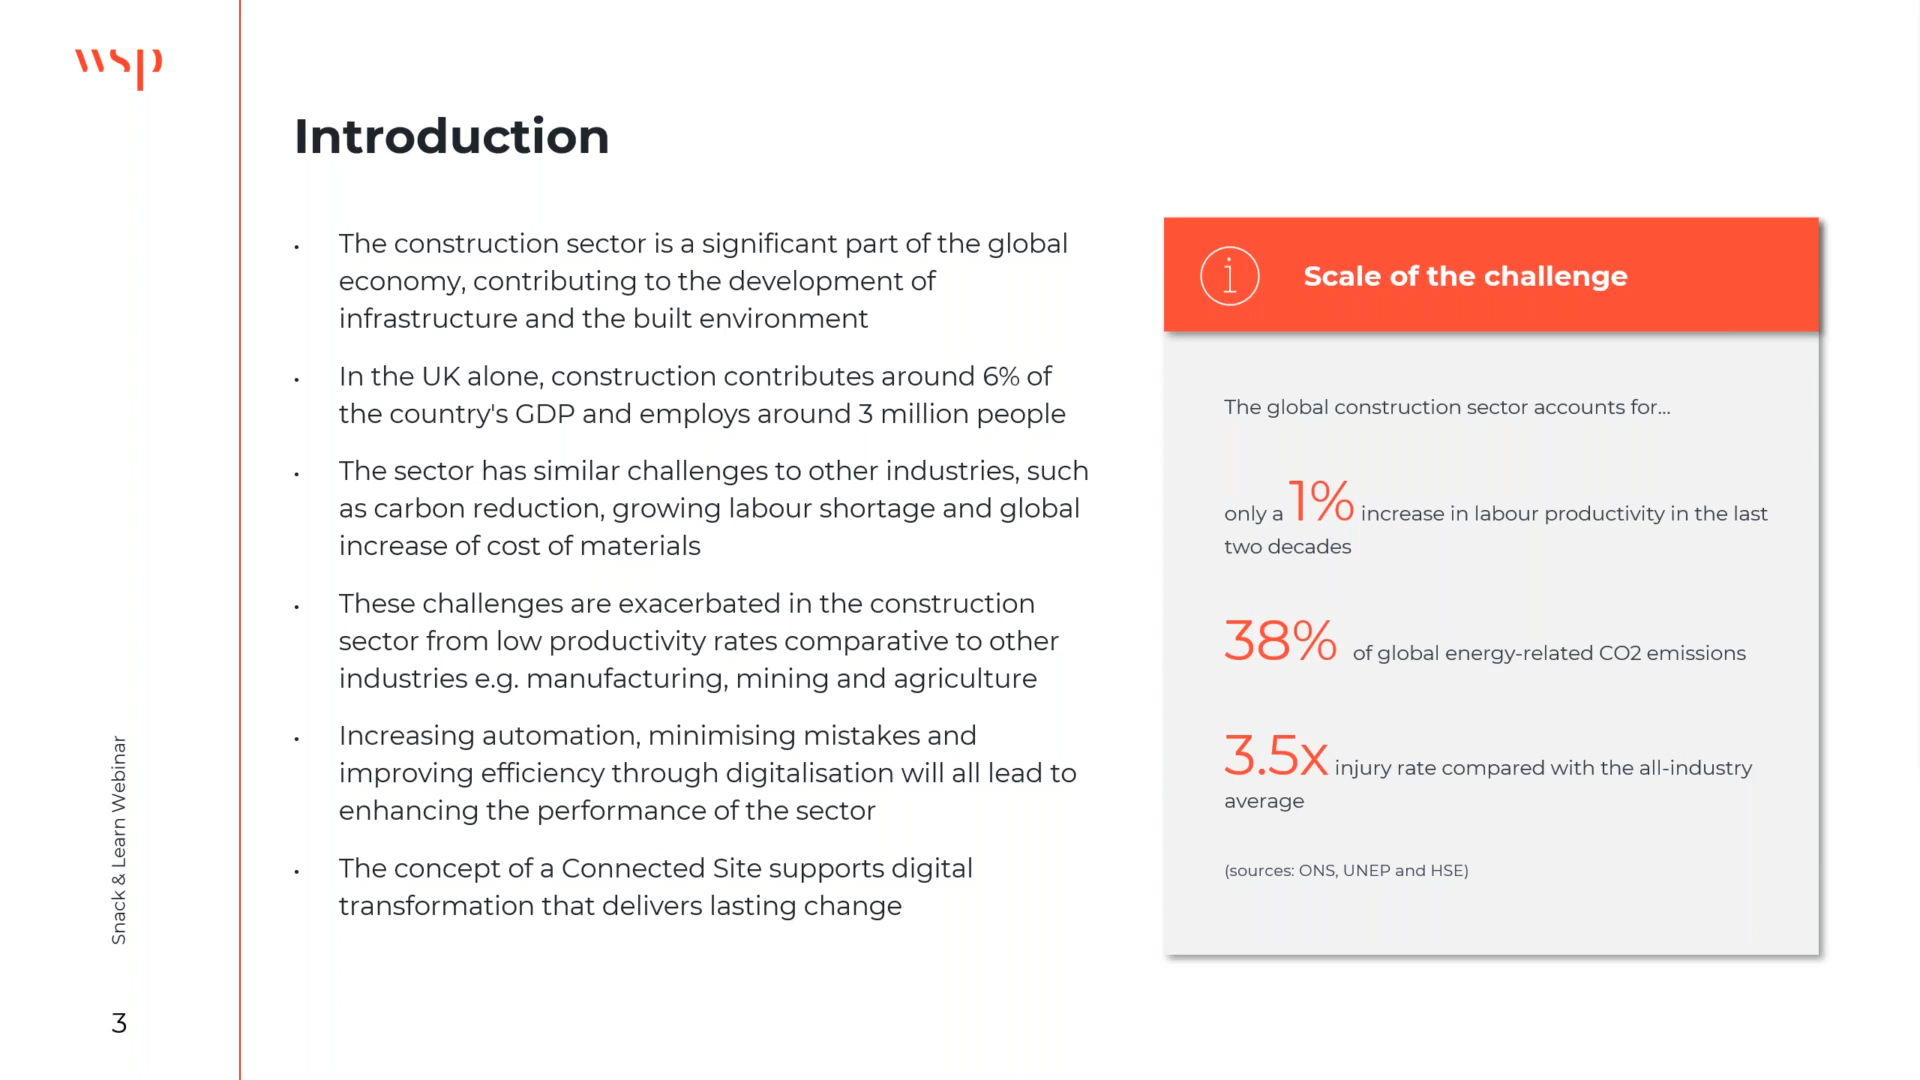 wsp
Introduction
• The construction sector is a significant part of the global
economy, contributing to the development of
infrastructure and the built environment
• In the UK alone, construction contributes around 6% of
the country's GDP and employs around 3 million people
• The sector has similar challenges to other industries, such
as carbon reduction, growing labour shortage and global
increase of cost of materials
• These challenges are exacerbated in the construction
sector from low productivity rates comparative to other
industries e.g. manufacturing, mining and agriculture
• Increasing automation, minimising mistakes and
improving efficiency through digitalisation will all lead to
enhancing the performance of the sector
• The concept of a Connected Site supports digital
transformation that delivers lasting change
i Scale of the challenge
The global construction sector accounts for...
only a 1% increase in labour productivity in the last
two decades
38% of global energy-related CO2 emissions
3.5x injury rate compared with the all-industry
average
(sources: ONS, UNEP and HSE)
Snack & Learn Webinar
3